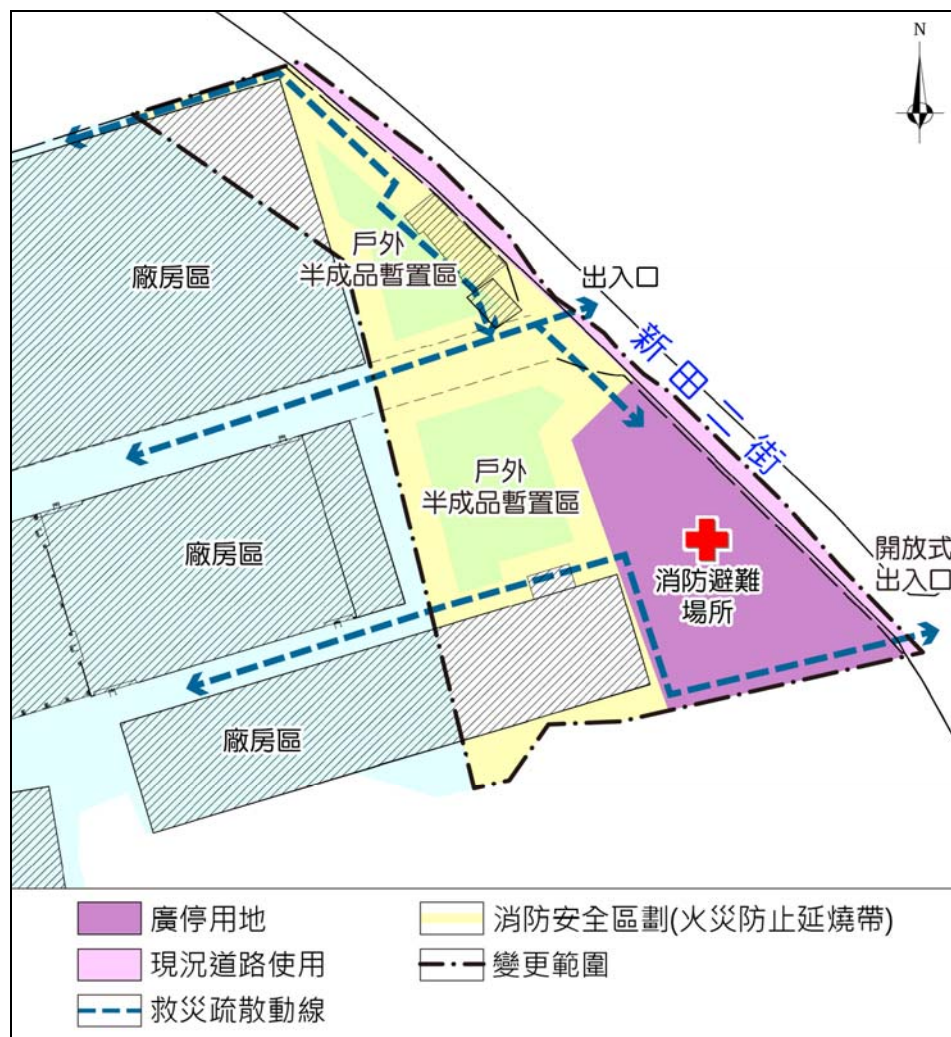 N
戶外
半成品暫置區
廠房區
出入口
新田二街
戶外
半成品暫置區
廠房區
開放式
出入口
消防避難
場所
廠房區
廣停用地
消防安全區劃(火災防止延燒帶)
現況道路使用
變更範圍
救災疏散動線